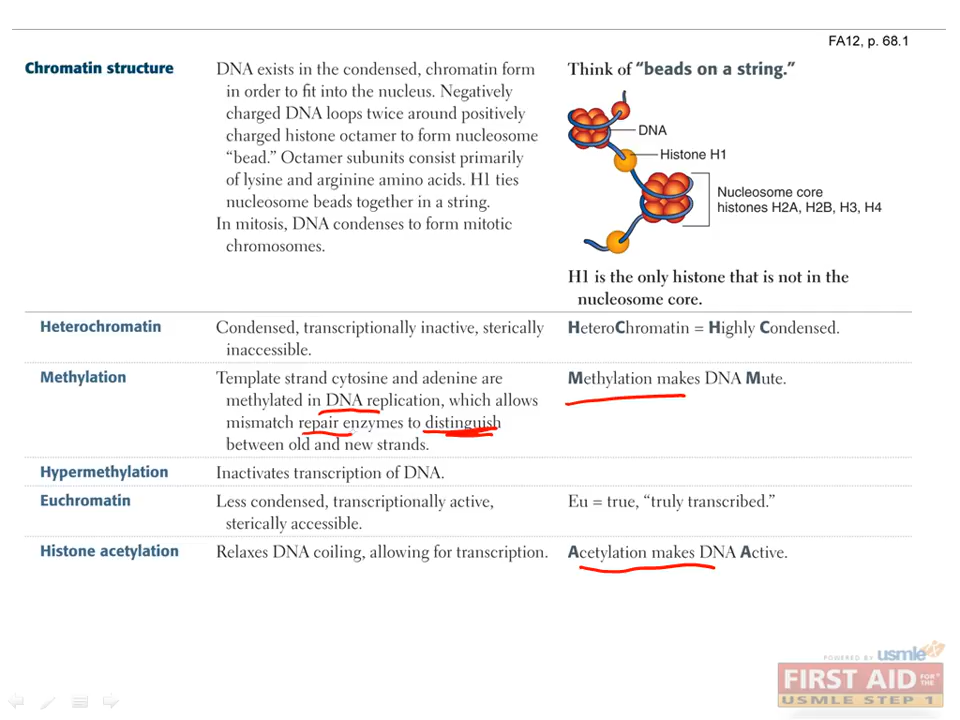 FA12, p. 68.1
Chromatin structure
DNA exists in the condensed, chromatin form
in order to fit into the nucleus. Negatively
charged DNA loops twice around positively
charged histone octamer to form nucleosome
“bead.” Octamer subunits consist primarily
of lysine and arginine amino acids. H1 ties
nucleosome beads together in a string.
In mitosis, DNA condenses to form mitotic
chromosomes.
Think of “beads on a string.”
DNA
Histone H1
Nucleosome core
histones H2A, H2B, H3, H4
H1 is the only histone that is not in the
nucleosome core.
Heterochromatin
Condensed, transcriptionally inactive, sterically
inaccessible.
HeteroChromatin = Highly Condensed.
Methylation
Template strand cytosine and adenine are
methylated in DNA replication, which allows
mismatch repair enzymes to distinguish
between old and new strands.
Methylation makes DNA Mute.
Hypermethylation
Inactivates transcription of DNA.
Euchromatin
Less condensed, transcriptionally active,
sterically accessible.
Eu = true, “truly transcribed.”
Histone acetylation
Relaxes DNA coiling, allowing for transcription.
Acetylation makes DNA Active.
POWERED BY usmle
FIRST AID FOR THE
USMLE STEP 1